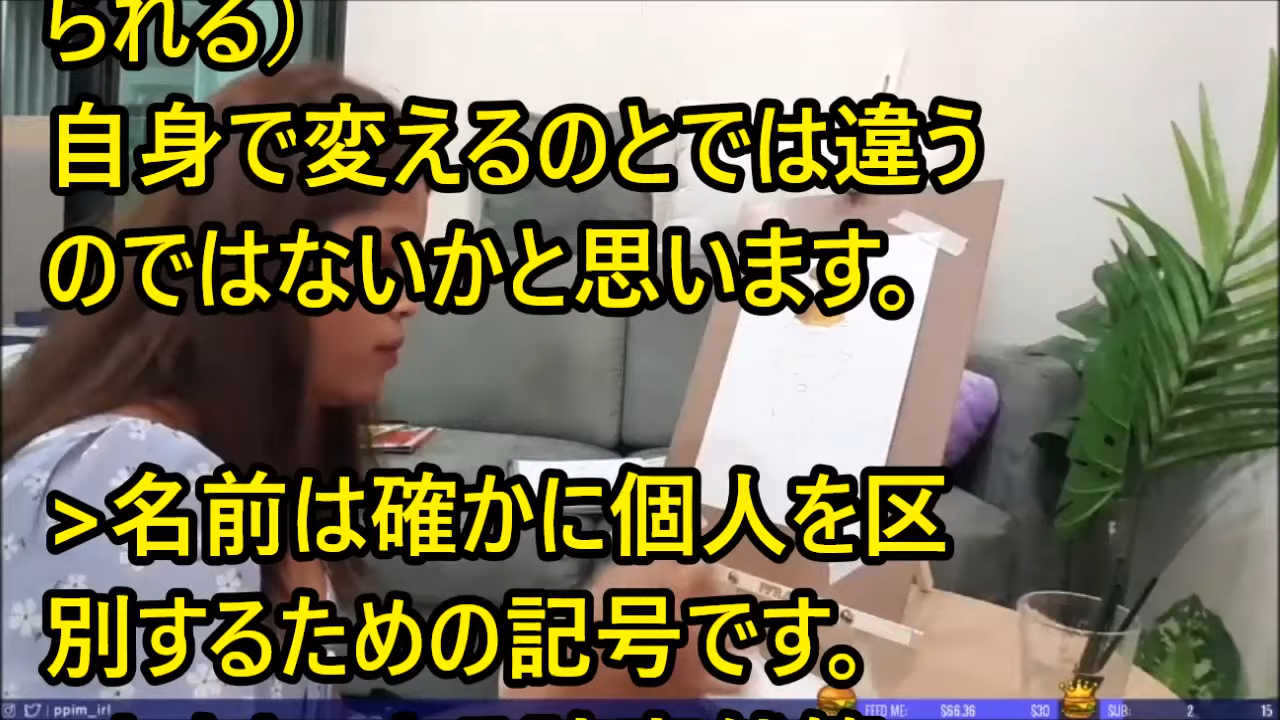 られる）
自身で変えるのとでは違う
のではないかと思います。
>名前は確かに個人を区
別するための記号です。
ppim_irl
FEED ME: $66.36 $30 SUB: 2 15